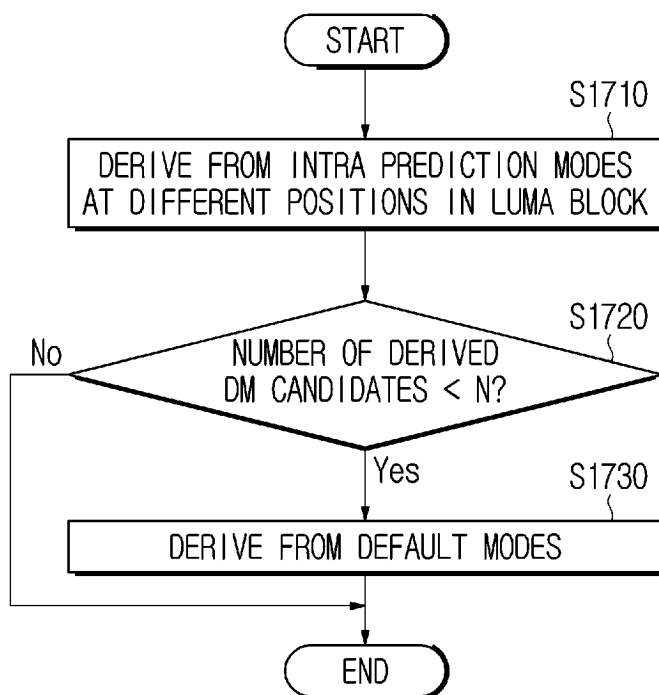 START
S1710
DERIVE FROM INTRA PREDICTION MODES
AT DIFFERENT POSITIONS IN LUMA BLOCK
S1720
No
NUMBER OF DERIVED
DM CANDIDATES < N?
Yes
S1730
DERIVE FROM DEFAULT MODES
END